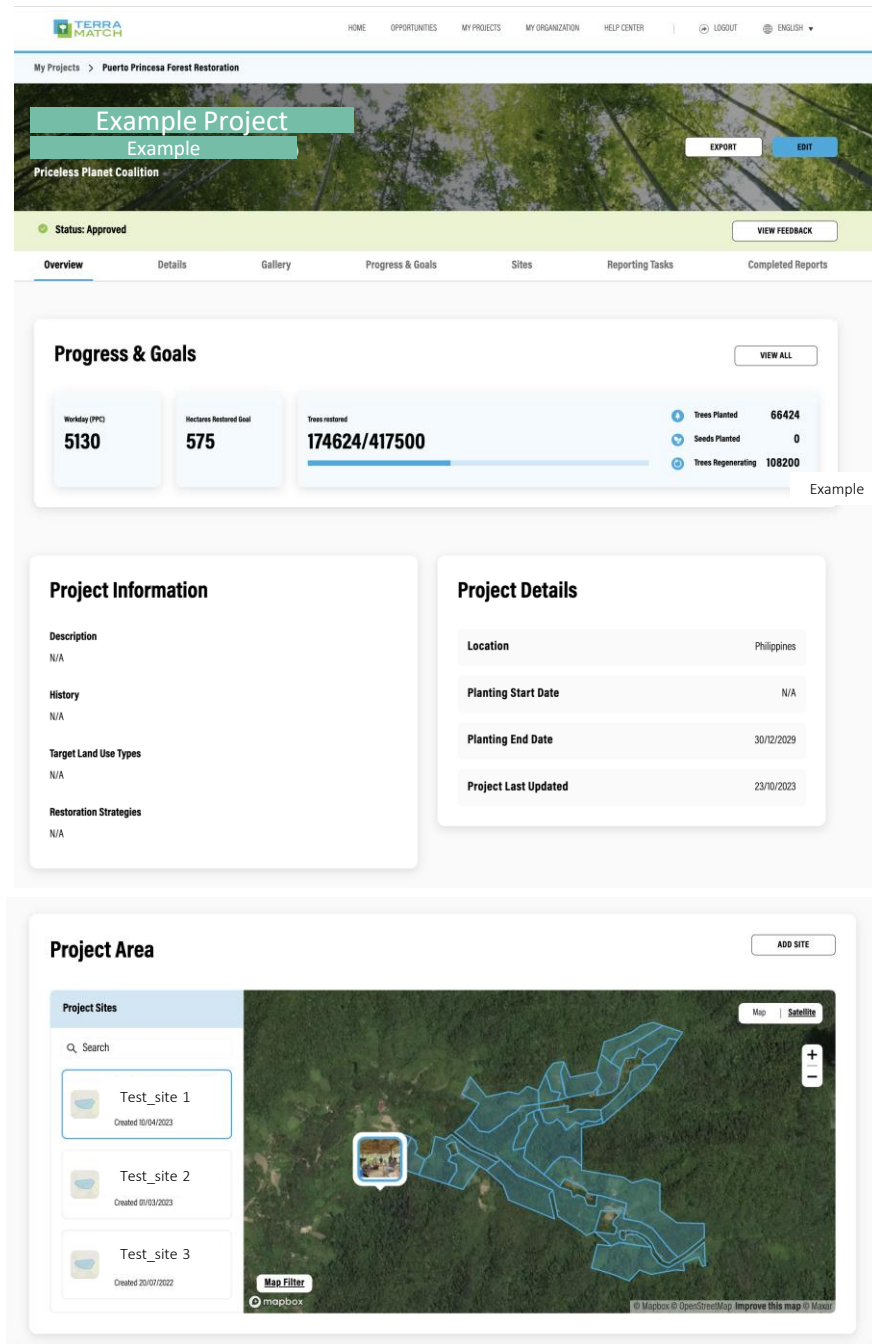 TERRA
MATCH
HOME OPPORTUNITIES MY PROJECTS MY ORGANIZATION HELP CENTER | LOGOUT ENGLISH
My Projects > Puerto Princesa Forest Restoration
Example Project
Example
Priceless Planet Coalition
EXPORT EDIT
Status: Approved
VIEW FEEDBACK
Overview Details Gallery Progress & Goals Sites Reporting Tasks Completed Reports
Progress & Goals
VIEW ALL
Workday (PPC)
5130
Hectares Restored Goal
575
Trees restored
174624/417500
Trees Planted 66424
Seeds Planted 0
Trees Regenerating 108200
Example
Project Information
Description
N/A
History
N/A
Target Land Use Types
N/A
Restoration Strategies
N/A
Project Details
Location Philippines
Planting Start Date N/A
Planting End Date 30/12/2029
Project Last Updated 23/10/2023
Project Area
ADD SITE
Project Sites
Search
Test_site 1
Created 10/04/2023
Test_site 2
Created 01/03/2023
Test_site 3
Created 20/07/2022
Map | Satellite
+
−
Map Filter
mapbox
© Mapbox © OpenStreetMap Improve this map © Maxar